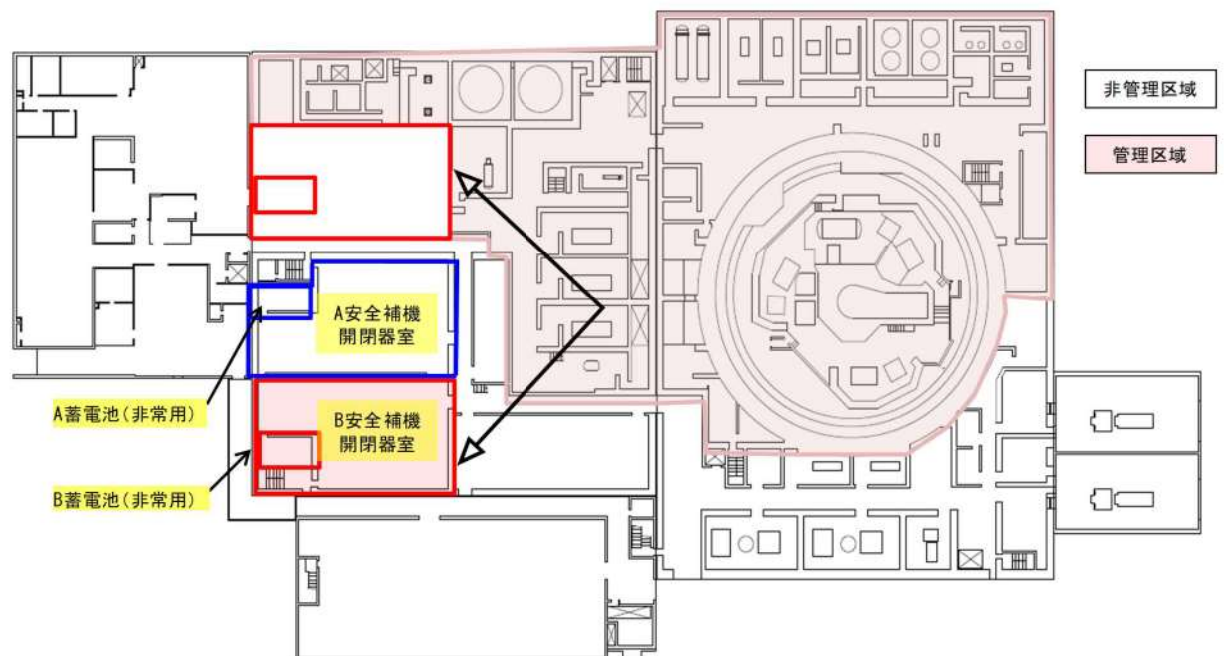 非管理区域
管理区域
A安全補機
開閉器室
A蓄電池(非常用)
B安全補機
開閉器室
B蓄電池(非常用)